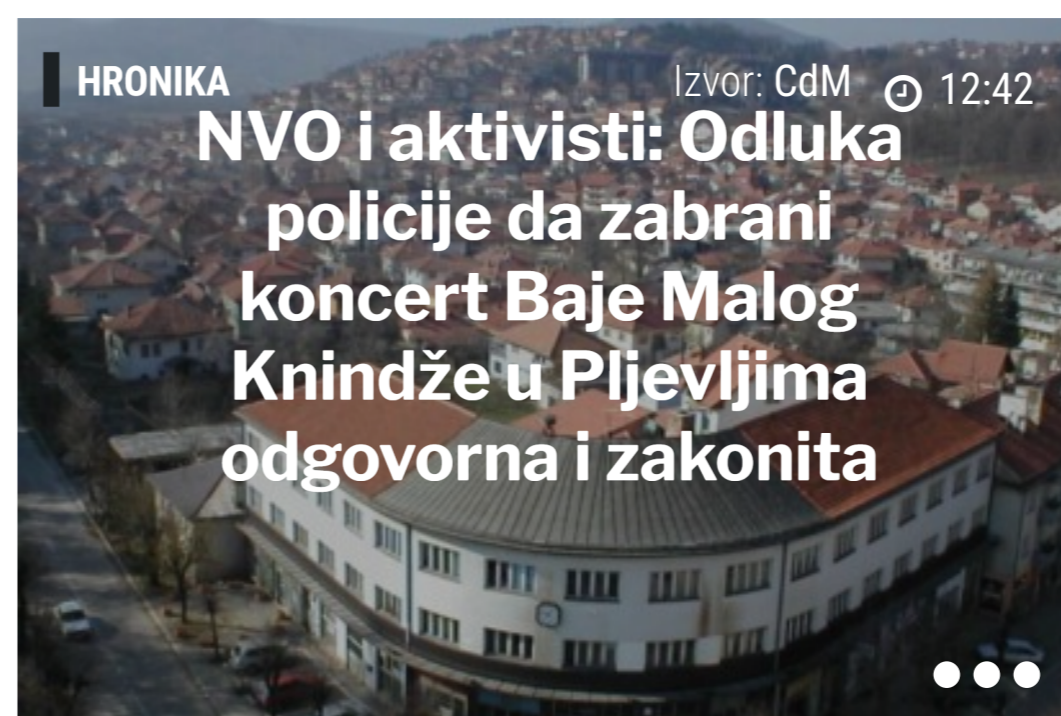 HRONIKA
Izvor: CdM 12:42
NVO i aktivisti: Odluka
policije da zabrani
koncert Baje Malog
Knindže u Pljevljima
odgovorna i zakonita